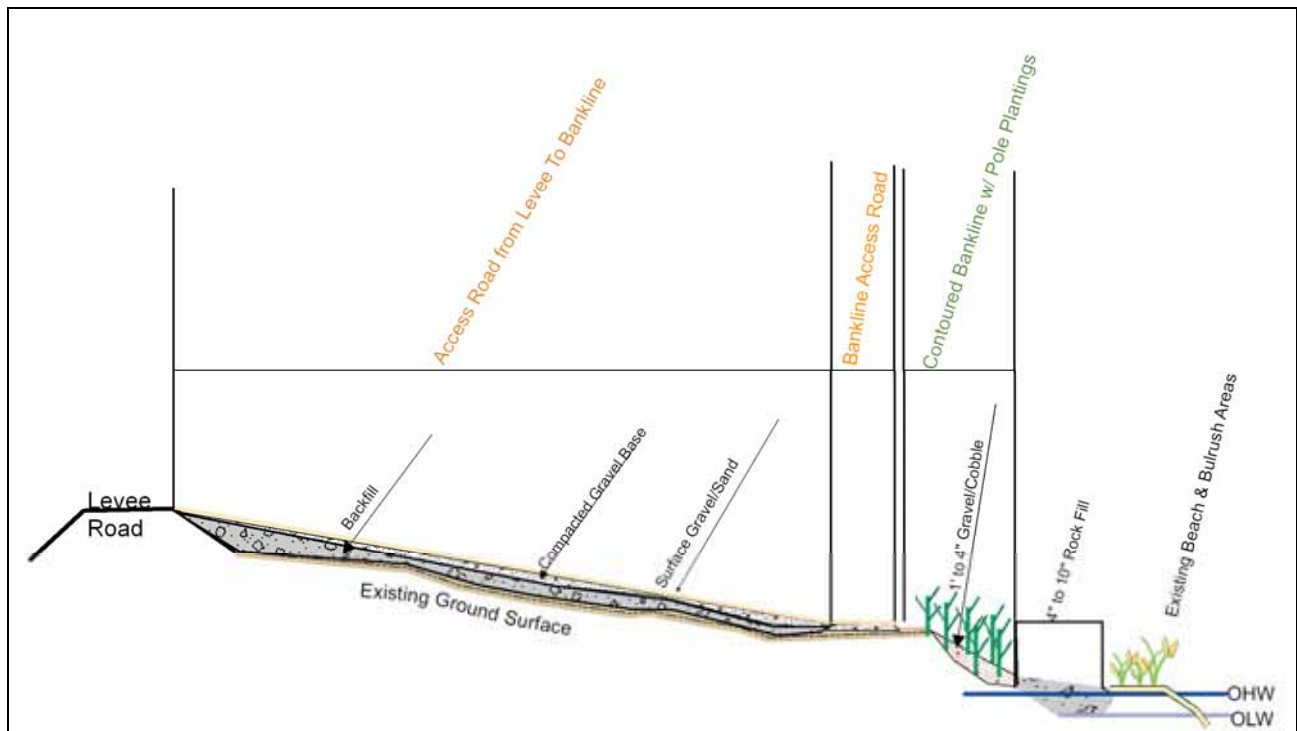 Access Road from Levee To Bankline
Bankline Access Road
Contoured Bankline w/ Pole Plantings
Levee
Road
Backfill
Compacted Gravel Base
Surface Gravel/Sand
1' to 4" Gravel/Cobble
4" to 10" Rock Fill
Existing Beach & Bulrush Areas
Existing Ground Surface
OHW
OLW